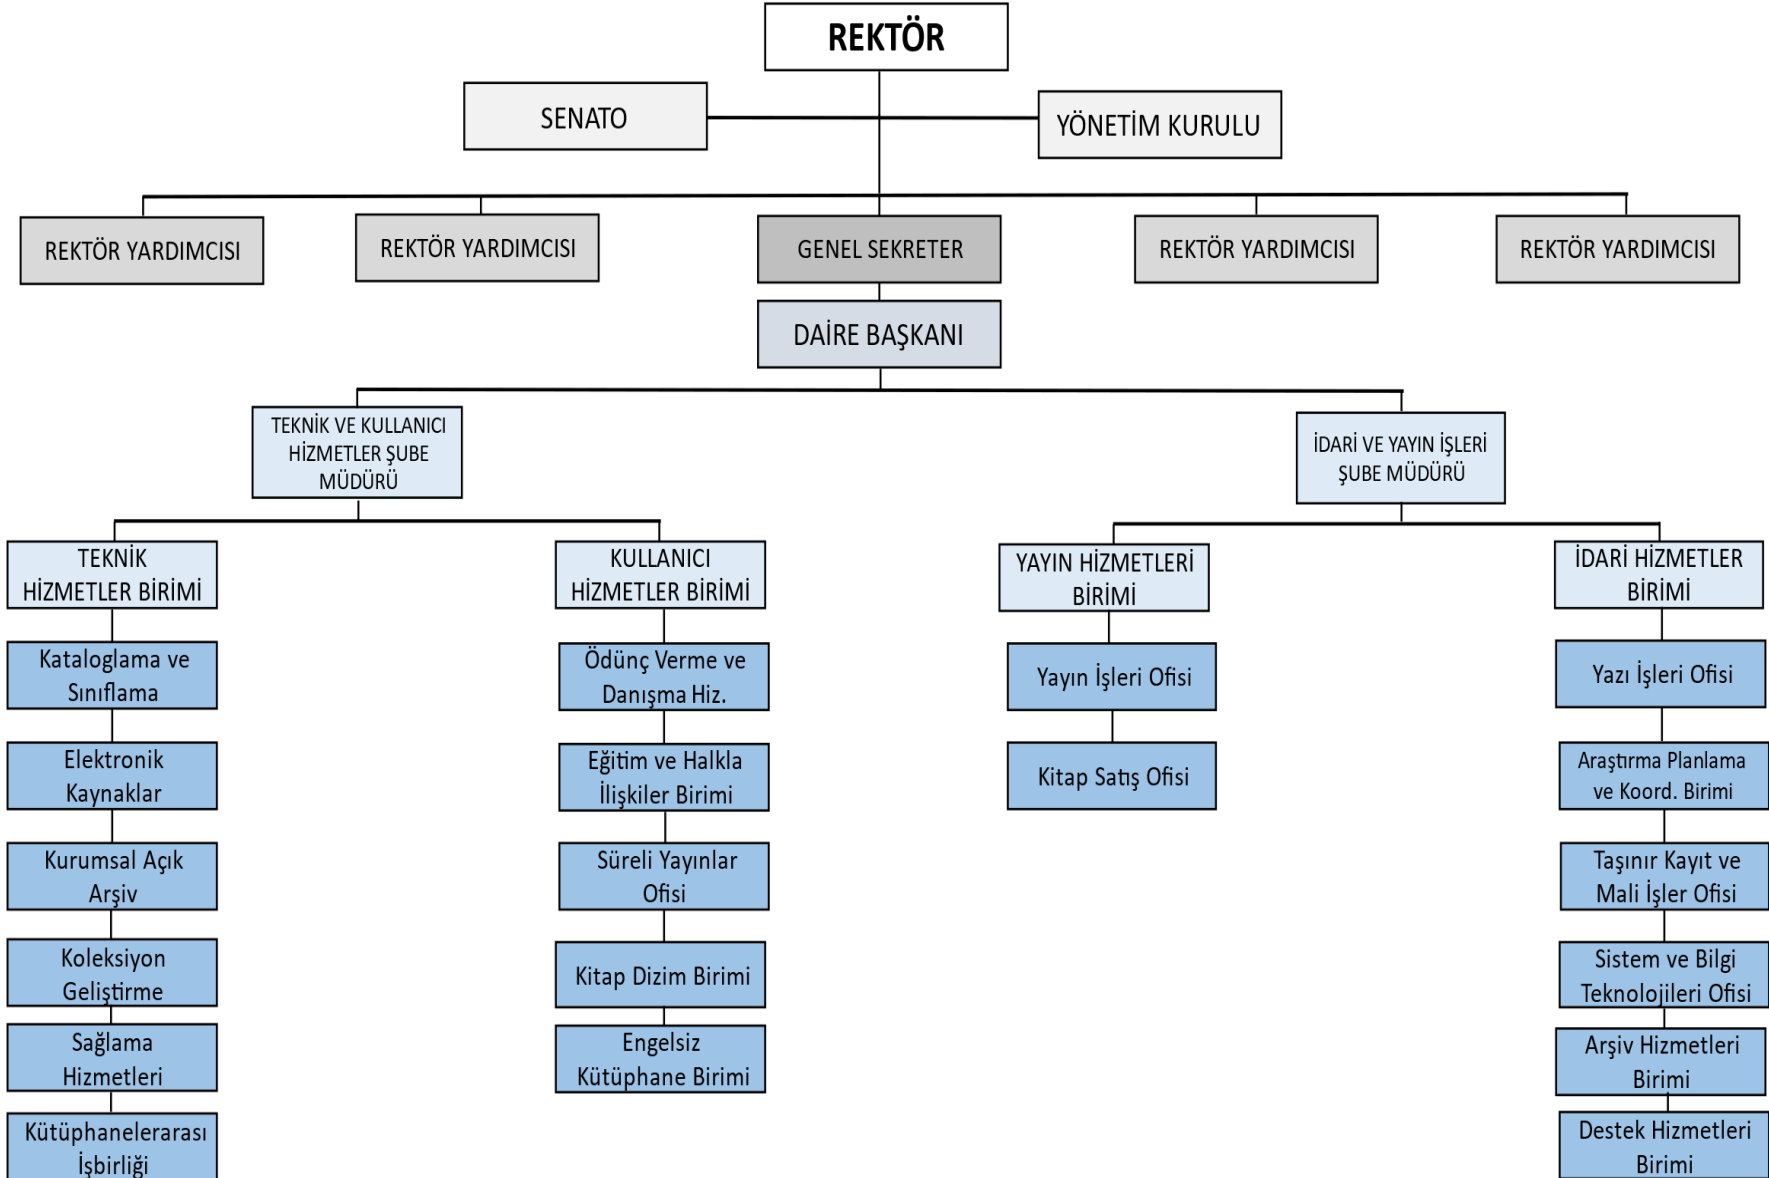 REKTÖR
SENATO
YÖNETİM KURULU
REKTÖR YARDIMCISI
REKTÖR YARDIMCISI
GENEL SEKRETER
REKTÖR YARDIMCISI
REKTÖR YARDIMCISI
DAİRE BAŞKANI
TEKNİK VE KULLANICI
HİZMETLER ŞUBE
MÜDÜRÜ
İDARİ VE YAYIN İŞLERİ
ŞUBE MÜDÜRÜ
TEKNİK
HİZMETLER BİRİMİ
Kataloglama ve
Sınıflama
Elektronik
Kaynaklar
Kurumsal Açık
Arşiv
Koleksiyon
Geliştirme
Sağlama
Hizmetleri
Kütüphanelerarası
İşbirliği
KULLANICI
HİZMETLER BİRİMİ
Ödünç Verme ve
Danışma Hiz.
Eğitim ve Halkla
İlişkiler Birimi
Süreli Yayınlar
Ofisi
Kitap Dizim Birimi
Engelsiz
Kütüphane Birimi
YAYIN HİZMETLERİ
BİRİMİ
Yayın İşleri Ofisi
Kitap Satış Ofisi
İDARİ HİZMETLER
BİRİMİ
Yazı İşleri Ofisi
Araştırma Planlama
ve Koord. Birimi
Taşınır Kayıt ve
Mali İşler Ofisi
Sistem ve Bilgi
Teknolojileri Ofisi
Arşiv Hizmetleri
Birimi
Destek Hizmetleri
Birimi